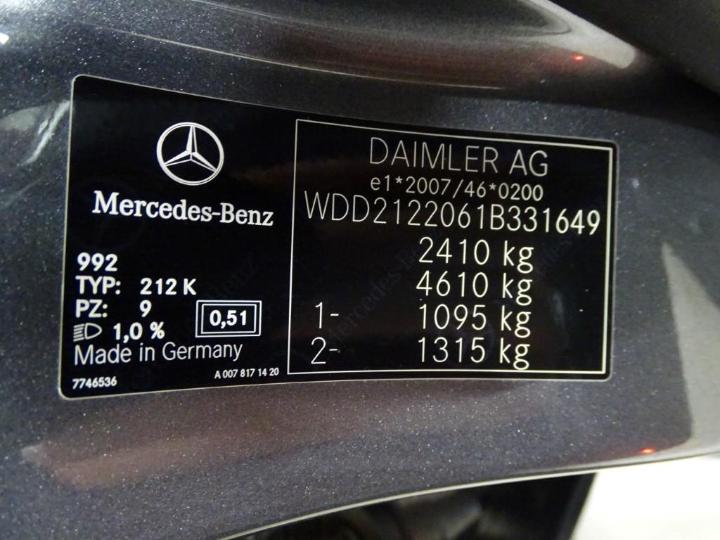 Mercedes-Benz
992
TYP: 212 K
PZ: 9
1,0 %
0,51
Made in Germany
7746536
A 007 817 14 20
DAIMLER AG
e1*2007/46*0200
WDD2122061B331649
2410 kg
4610 kg
1- 1095 kg
2- 1315 kg